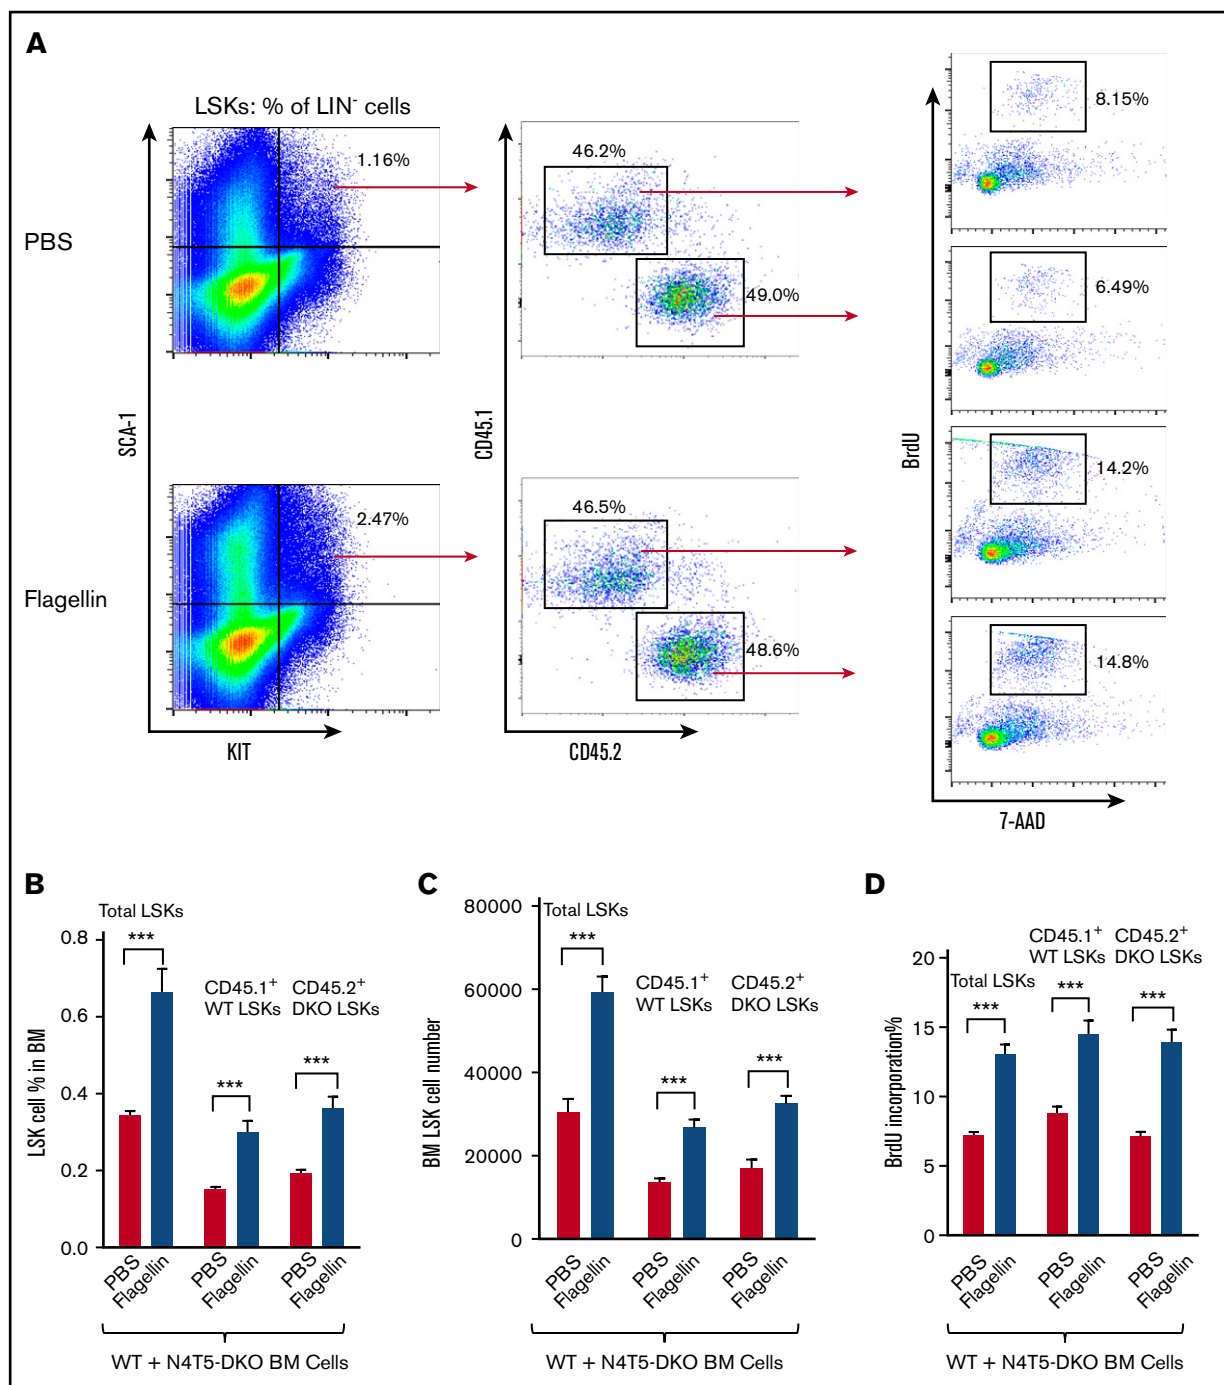 A
LSKs: % of LIN⁻ cells
PBS
1.16%
46.2%
49.0%
8.15%
6.49%
SCA-1
CD45.1
BrdU
Flagellin
2.47%
46.5%
48.6%
14.2%
14.8%
KIT
CD45.2
7-AAD
B
Total LSKs
***
CD45.1⁺
WT LSKs
***
CD45.2⁺
DKO LSKs
***
LSK cell % in BM
0.8
0.6
0.4
0.2
0.0
PBS
Flagellin
PBS
Flagellin
PBS
Flagellin
WT + N4T5-DKO BM Cells
C
Total LSKs
***
CD45.1⁺
WT LSKs
***
CD45.2⁺
DKO LSKs
***
BM LSK cell number
80000
60000
40000
20000
0
PBS
Flagellin
PBS
Flagellin
PBS
Flagellin
WT + N4T5-DKO BM Cells
D
Total LSKs
***
CD45.1⁺
WT LSKs
***
CD45.2⁺
DKO LSKs
***
BrdU incorporation%
20
15
10
5
0
PBS
Flagellin
PBS
Flagellin
PBS
Flagellin
WT + N4T5-DKO BM Cells